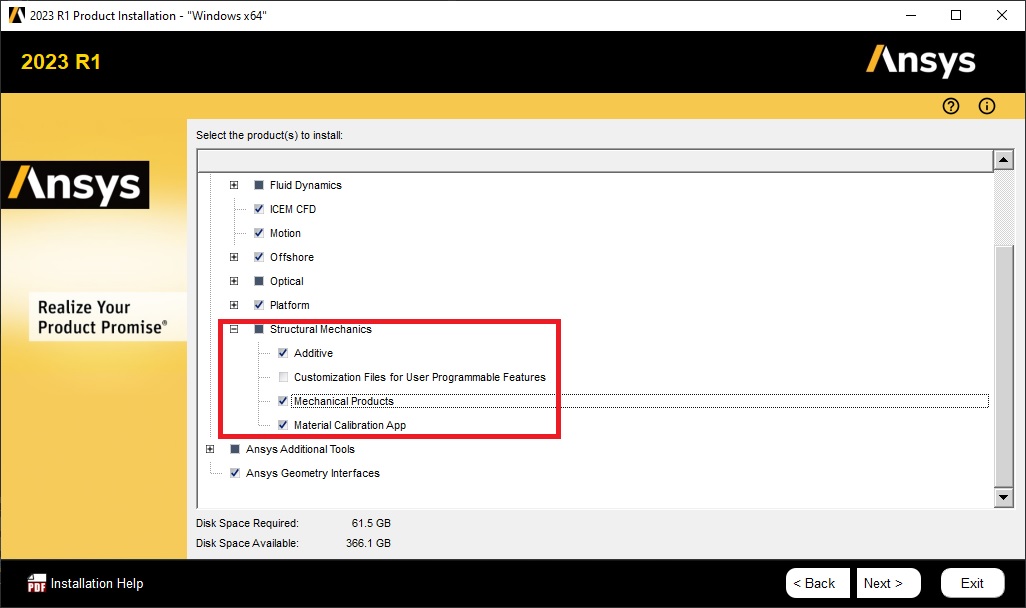 2023 R1 Product Installation - "Windows x64"
2023 R1
Ansys
Select the product(s) to install:
Ansys
Fluid Dynamics
ICEM CFD
Motion
Offshore
Optical
Platform
Realize Your
Product Promise®
Structural Mechanics
Additive
Customization Files for User Programmable Features
Mechanical Products
Material Calibration App
Ansys Additional Tools
Ansys Geometry Interfaces
Disk Space Required: 61.5 GB
Disk Space Available: 366.1 GB
PDF Installation Help
< Back Next > Exit